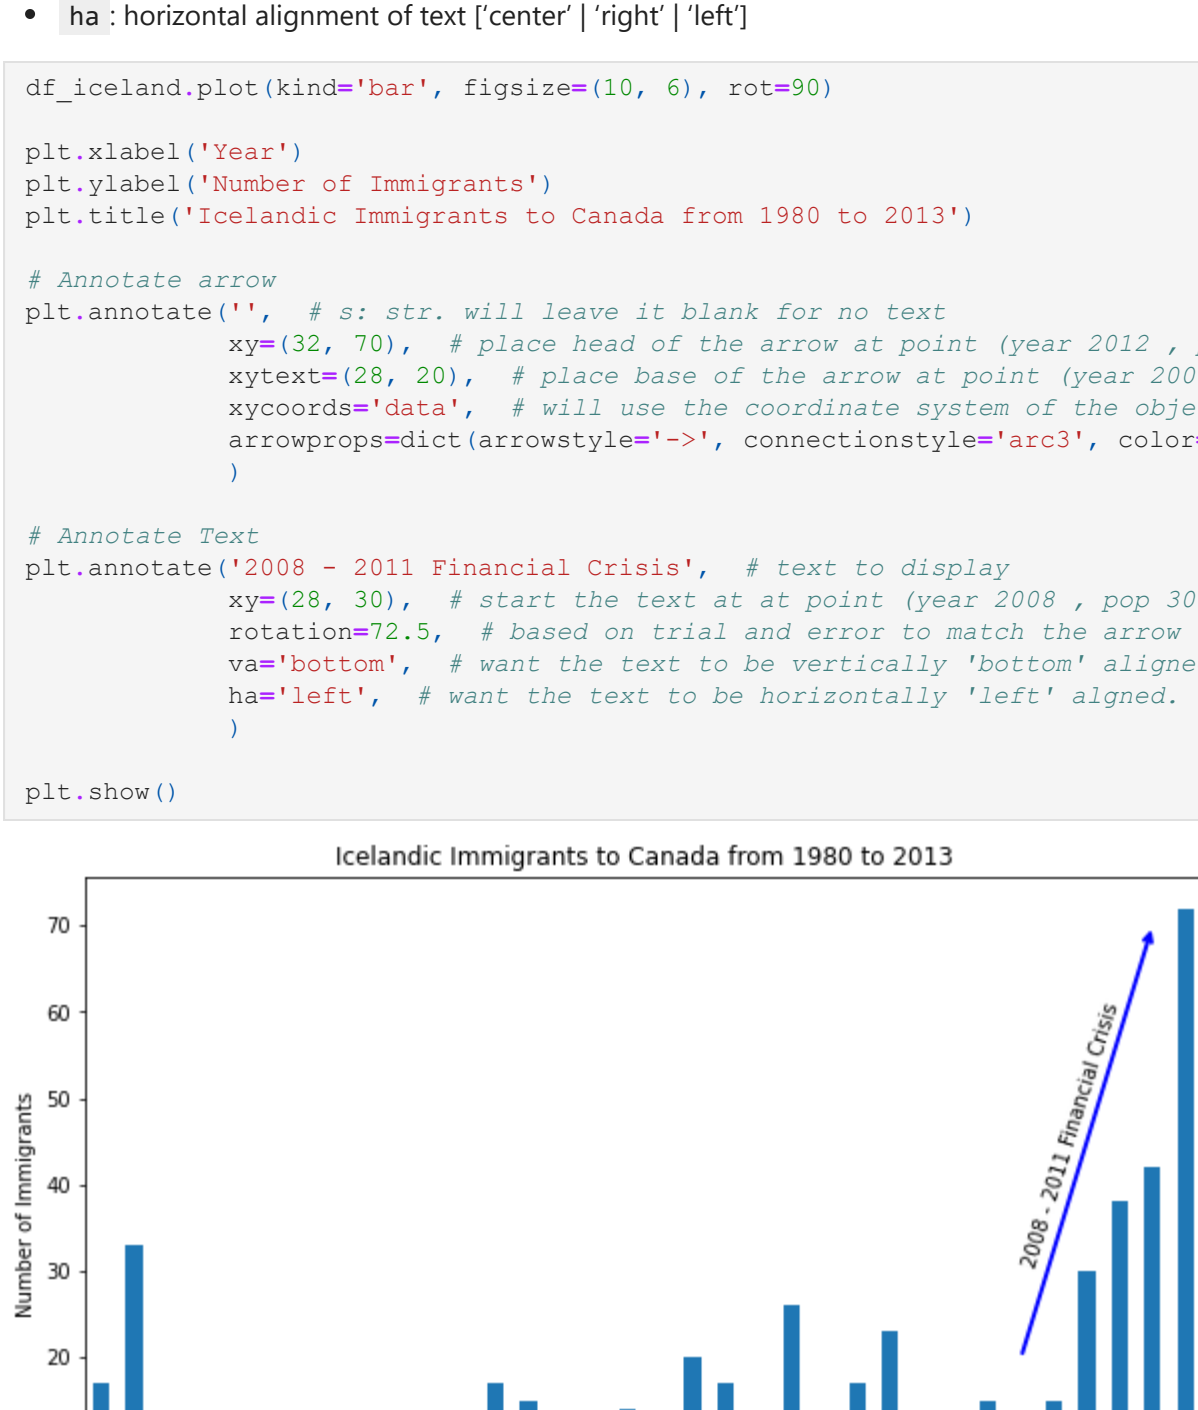 ha : horizontal alignment of text [‘center’ | ‘right’ | ‘left’]
df_iceland.plot(kind='bar', figsize=(10, 6), rot=90)
plt.xlabel('Year')
plt.ylabel('Number of Immigrants')
plt.title('Icelandic Immigrants to Canada from 1980 to 2013')
# Annotate arrow
plt.annotate('',  # s: str. will leave it blank for no text
xy=(32, 70),  # place head of the arrow at point (year 2012 ,
xytext=(28, 20),  # place base of the arrow at point (year 200
xycoords='data',  # will use the coordinate system of the obje
arrowprops=dict(arrowstyle='->', connectionstyle='arc3', color=
)
# Annotate Text
plt.annotate('2008 - 2011 Financial Crisis',  # text to display
xy=(28, 30),  # start the text at at point (year 2008 , pop 30
rotation=72.5,  # based on trial and error to match the arrow
va='bottom',  # want the text to be vertically 'bottom' aligne
ha='left',  # want the text to be horizontally 'left' algned.
)
plt.show()
Icelandic Immigrants to Canada from 1980 to 2013
70
60
50
40
30
20
Number of Immigrants
2008 - 2011 Financial Crisis